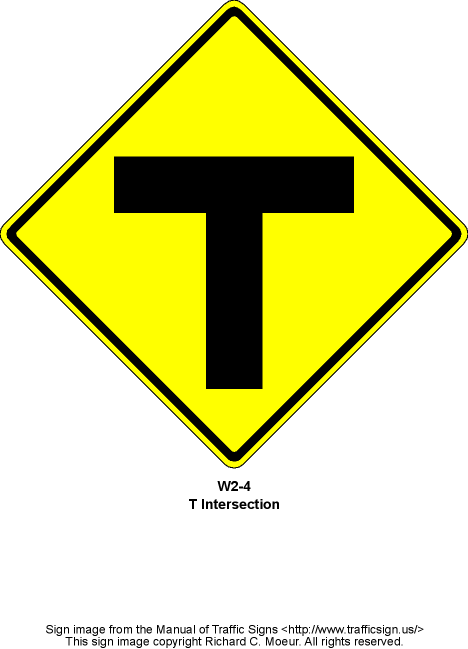 W2-4
T Intersection
Sign image from the Manual of Traffic Signs <http://www.trafficsign.us/>
This sign image copyright Richard C. Moeur. All rights reserved.